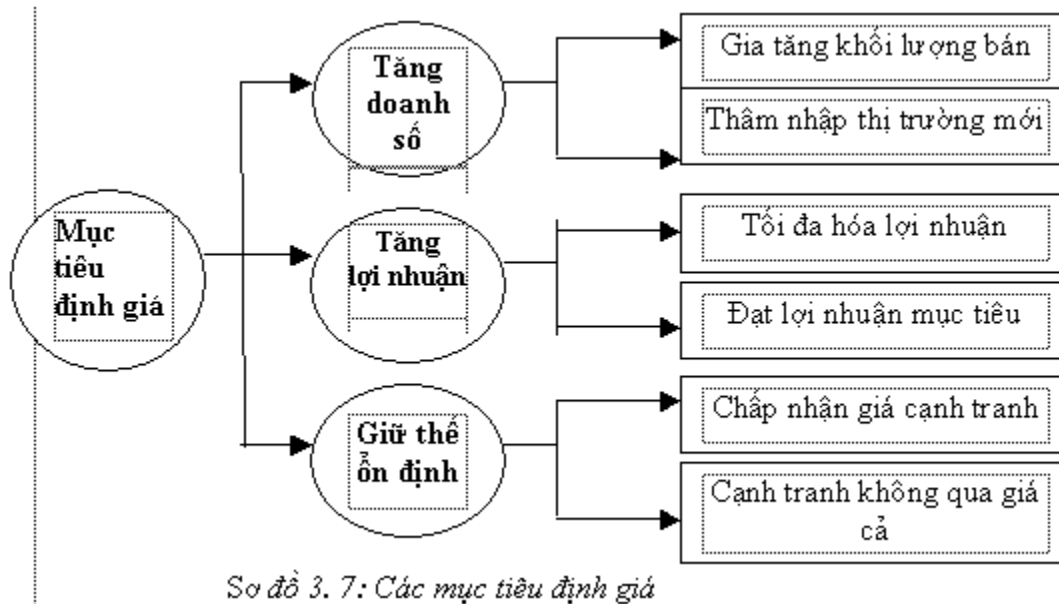 Mục
tiêu
định giá
Tăng
doanh
số
Gia tăng khối lượng bán
Thâm nhập thị trường mới
Tăng
lợi nhuận
Tối đa hóa lợi nhuận
Đạt lợi nhuận mục tiêu
Giữ thế
ổn định
Chấp nhận giá cạnh tranh
Cạnh tranh không qua giá
cả
Sơ đồ 3. 7: Các mục tiêu định giá